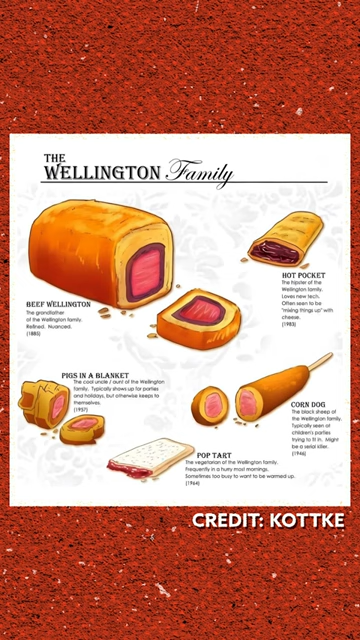 THE
WELLINGTON Family
BEEF WELLINGTON
The grandfather
of the Wellington family.
Refined. Nuanced.
(1885)
HOT POCKET
The hipster of the
Wellington family.
Loves new tech.
Often seen to be
"mixing things up" with
cheese.
(1983)
PIGS IN A BLANKET
The cool uncle / aunt of the Wellington
family. Typically shows up for parties
and holidays, but otherwise keeps to
themselves.
(1957)
CORN DOG
The black sheep of
the Wellington family.
Typically seen at
children's parties
trying to fit in. Might
be a serial killer.
(1946)
POP TART
The vegetarian of the Wellington family.
Frequently in a hurry most mornings.
Sometimes too busy to want to be warmed up.
(1964)
CREDIT: KOTTKE